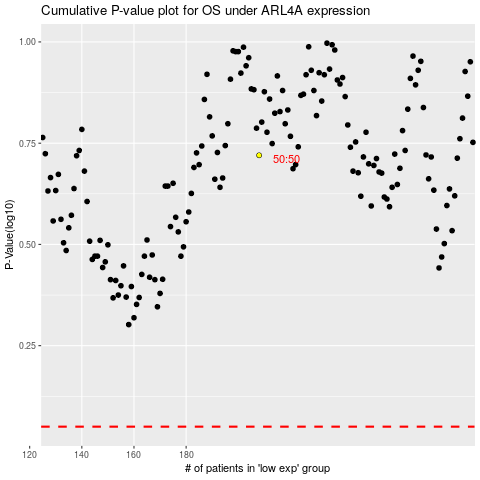 Cumulative P-value plot for OS under ARL4A expression
P-Value(log10)
1.00
0.75
0.50
0.25
50:50
120 140 160 180
# of patients in 'low exp' group